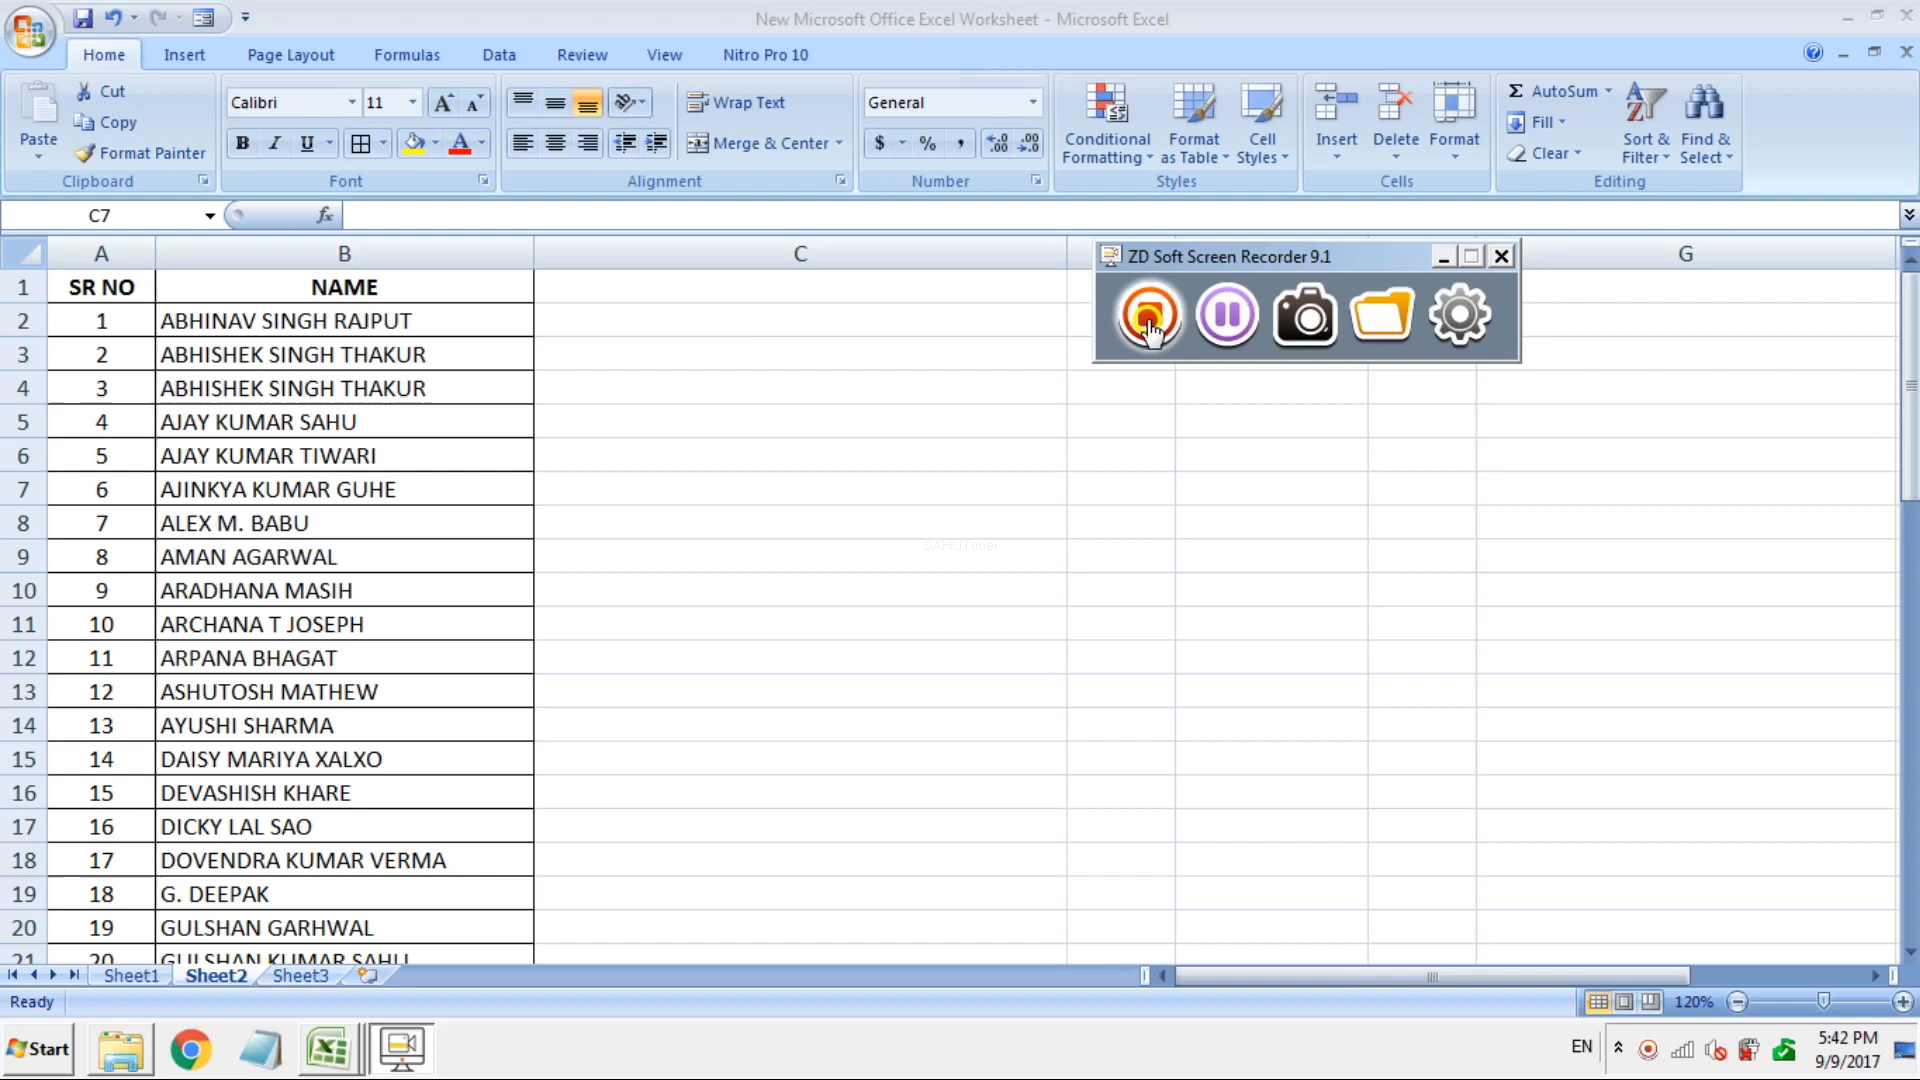 New Microsoft Office Excel Worksheet - Microsoft Excel
Home Insert Page Layout Formulas Data Review View Nitro Pro 10
Paste Cut Copy Format Painter Clipboard
Calibri 11 B I U A Font
Wrap Text Merge & Center Alignment
General $ % , Number
Conditional Formatting Format as Table Cell Styles Styles
Insert Delete Format Cells
Σ AutoSum Fill Clear Sort & Filter Find & Select Editing
C7 fx
A B C G
ZD Soft Screen Recorder 9.1
1 SR NO NAME
2 1 ABHINAV SINGH RAJPUT
3 2 ABHISHEK SINGH THAKUR
4 3 ABHISHEK SINGH THAKUR
5 4 AJAY KUMAR SAHU
6 5 AJAY KUMAR TIWARI
7 6 AJINKYA KUMAR GUHE
8 7 ALEX M. BABU
9 8 AMAN AGARWAL
SAHUTuber
10 9 ARADHANA MASIH
11 10 ARCHANA T JOSEPH
12 11 ARPANA BHAGAT
13 12 ASHUTOSH MATHEW
14 13 AYUSHI SHARMA
15 14 DAISY MARIYA XALXO
16 15 DEVASHISH KHARE
17 16 DICKY LAL SAO
18 17 DOVENDRA KUMAR VERMA
19 18 G. DEEPAK
20 19 GULSHAN GARHWAL
21 20 GULSHAN KUMAR SAHU
Sheet1 Sheet2 Sheet3
Ready 120%
Start EN 5:42 PM
9/9/2017